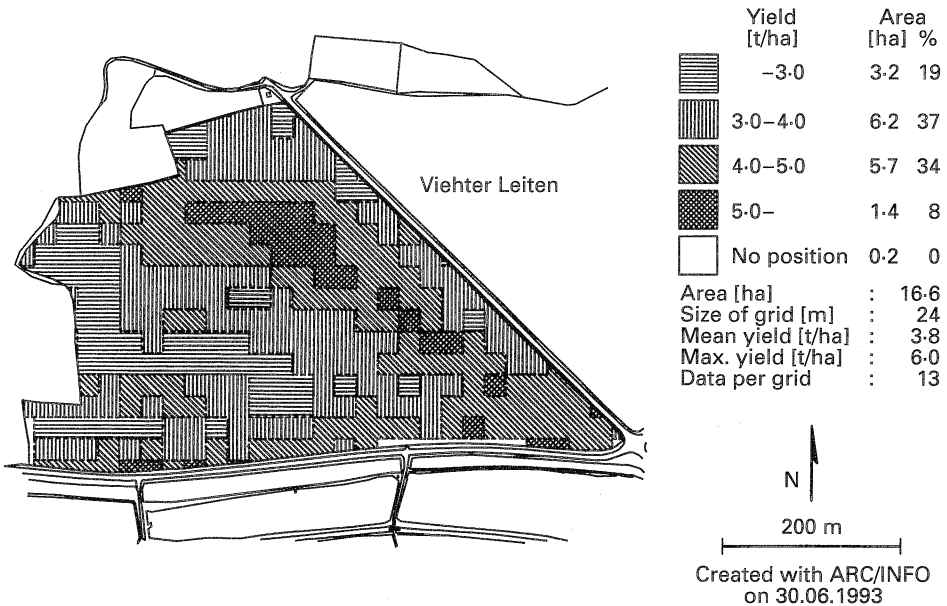 Yield Area
[t/ha] [ha] %
-3·0 3·2 19
3·0-4·0 6·2 37
4·0-5·0 5·7 34
5·0- 1·4 8
No position 0·2 0
Area [ha] : 16·6
Size of grid [m] : 24
Mean yield [t/ha] : 3·8
Max. yield [t/ha] : 6·0
Data per grid : 13
Viehter Leiten
N
200 m
Created with ARC/INFO
on 30.06.1993